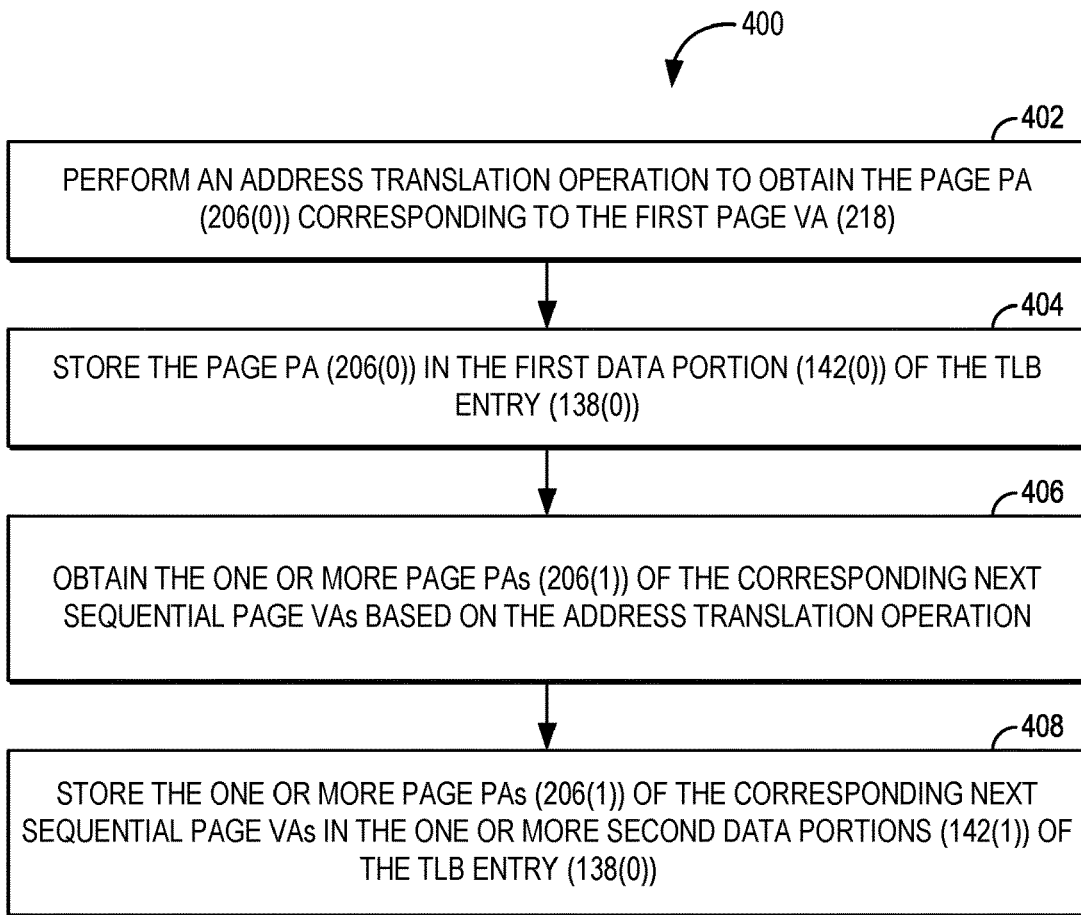 400
402
PERFORM AN ADDRESS TRANSLATION OPERATION TO OBTAIN THE PAGE PA
(206(0)) CORRESPONDING TO THE FIRST PAGE VA (218)
404
STORE THE PAGE PA (206(0)) IN THE FIRST DATA PORTION (142(0)) OF THE TLB
ENTRY (138(0))
406
OBTAIN THE ONE OR MORE PAGE PAs (206(1)) OF THE CORRESPONDING NEXT
SEQUENTIAL PAGE VAs BASED ON THE ADDRESS TRANSLATION OPERATION
408
STORE THE ONE OR MORE PAGE PAs (206(1)) OF THE CORRESPONDING NEXT
SEQUENTIAL PAGE VAs IN THE ONE OR MORE SECOND DATA PORTIONS (142(1)) OF
THE TLB ENTRY (138(0))